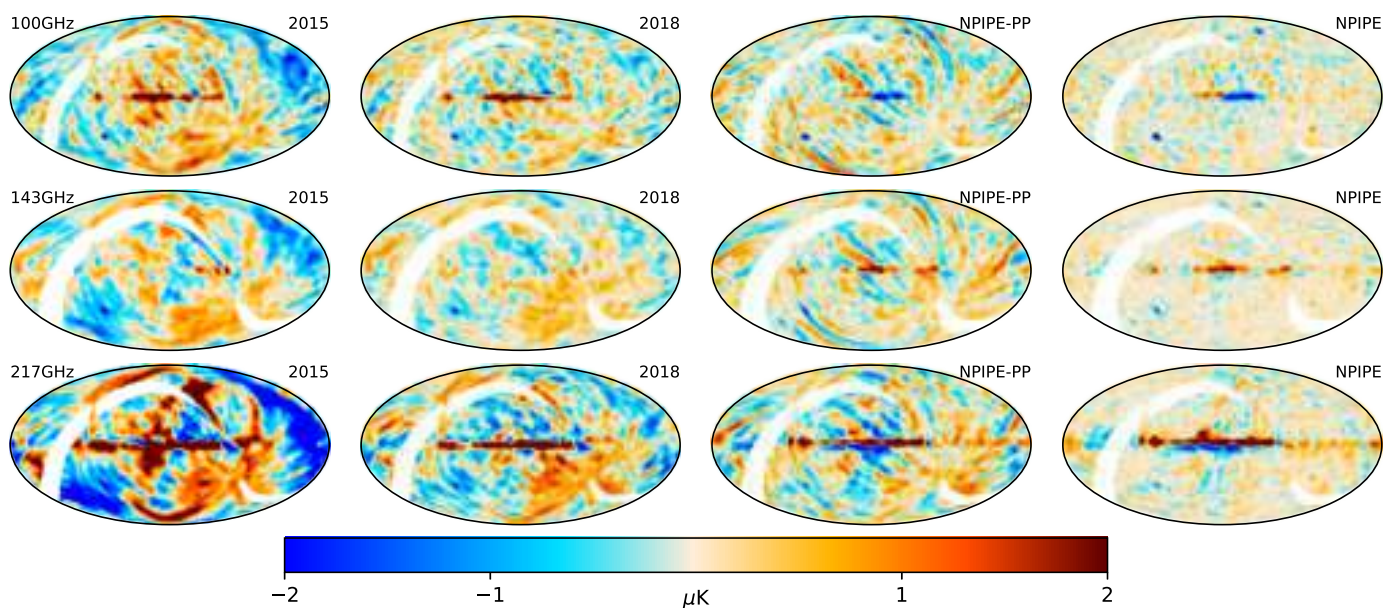 100GHz 2015 2018 NPIPE-PP NPIPE
143GHz 2015 2018 NPIPE-PP NPIPE
217GHz 2015 2018 NPIPE-PP NPIPE
−2 −1 μK 1 2